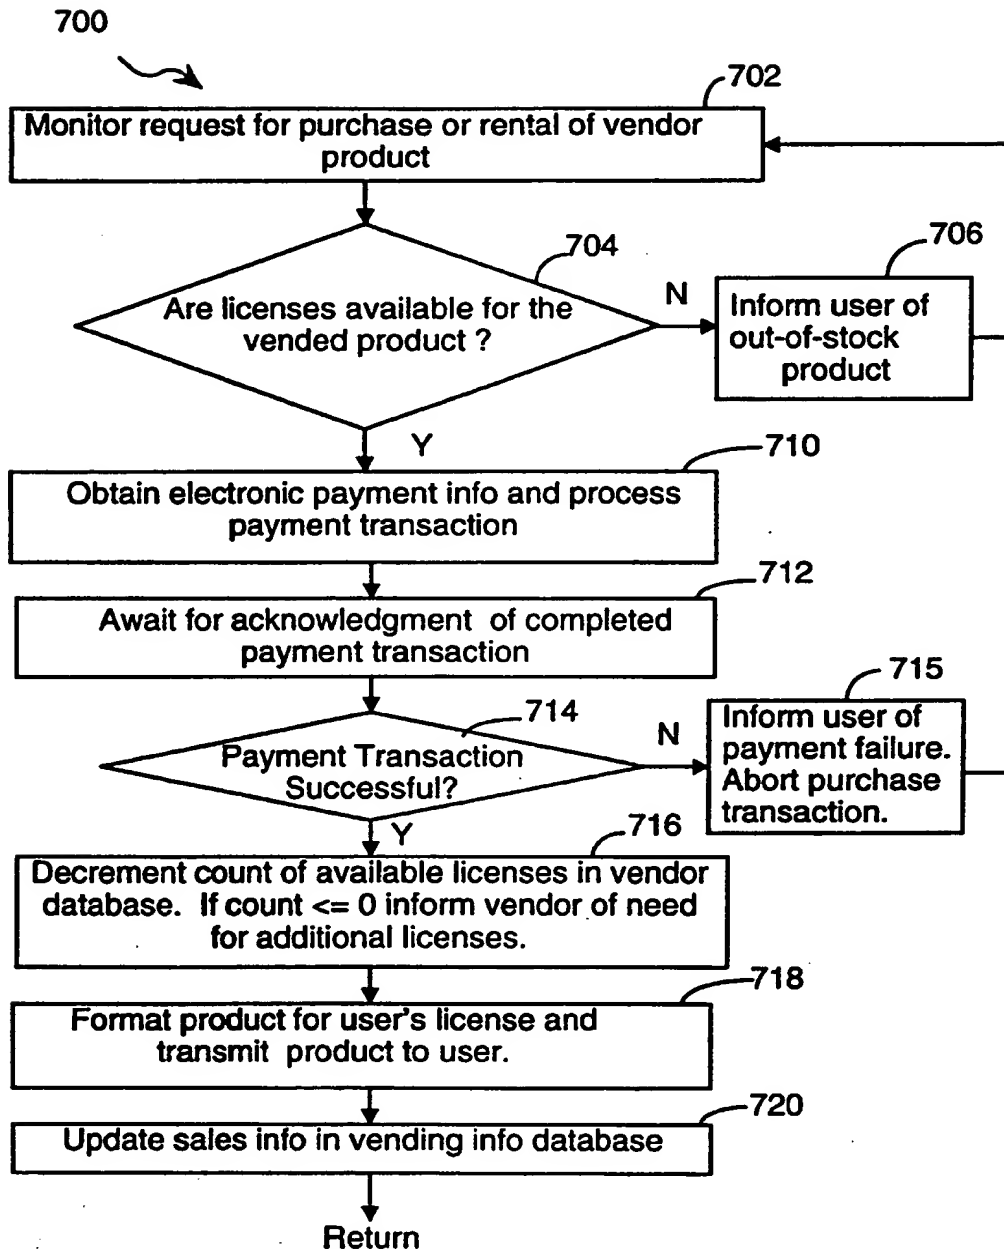 700
702
Monitor request for purchase or rental of vendor
product
704
Are licenses available for the
vended product ?
N
706
Inform user of
out-of-stock
product
Y
710
Obtain electronic payment info and process
payment transaction
712
Await for acknowledgment of completed
payment transaction
714
Payment Transaction
Successful?
N
715
Inform user of
payment failure.
Abort purchase
transaction.
Y
716
Decrement count of available licenses in vendor
database. If count <= 0 inform vendor of need
for additional licenses.
718
Format product for user's license and
transmit product to user.
720
Update sales info in vending info database
Return